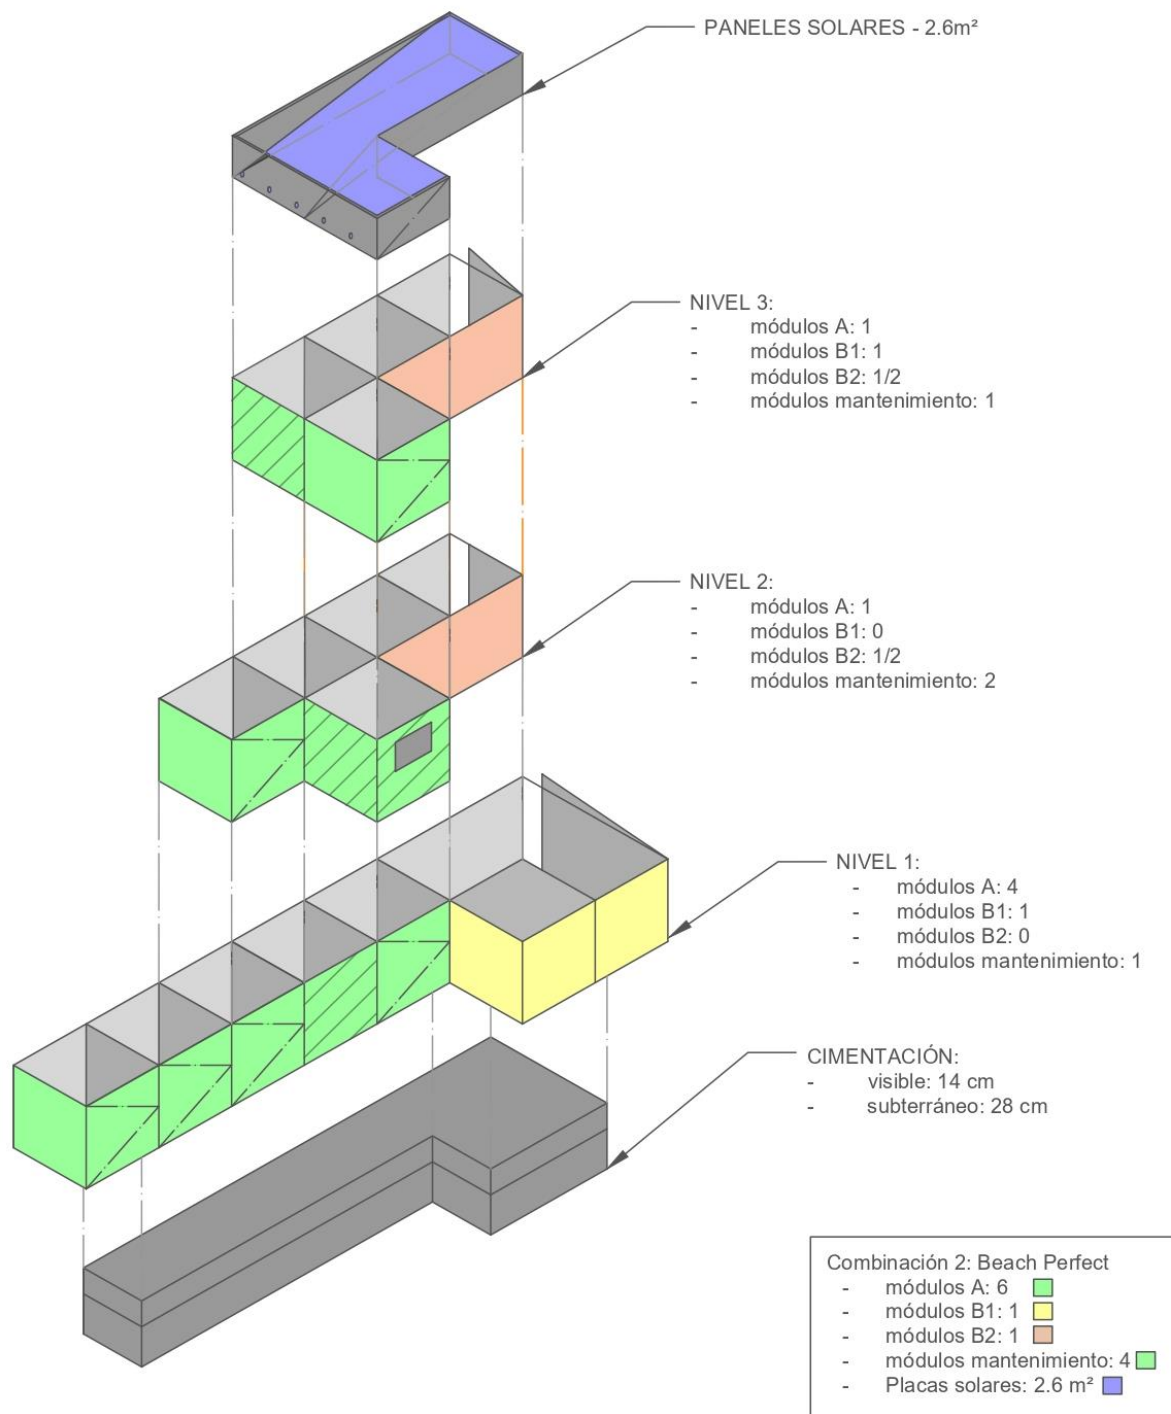 PANELES SOLARES - 2.6m²
NIVEL 3:
- módulos A: 1
- módulos B1: 1
- módulos B2: 1/2
- módulos mantenimiento: 1
NIVEL 2:
- módulos A: 1
- módulos B1: 0
- módulos B2: 1/2
- módulos mantenimiento: 2
NIVEL 1:
- módulos A: 4
- módulos B1: 1
- módulos B2: 0
- módulos mantenimiento: 1
CIMENTACIÓN:
- visible: 14 cm
- subterráneo: 28 cm
Combinación 2: Beach Perfect
- módulos A: 6
- módulos B1: 1
- módulos B2: 1
- módulos mantenimiento: 4
- Placas solares: 2.6 m²